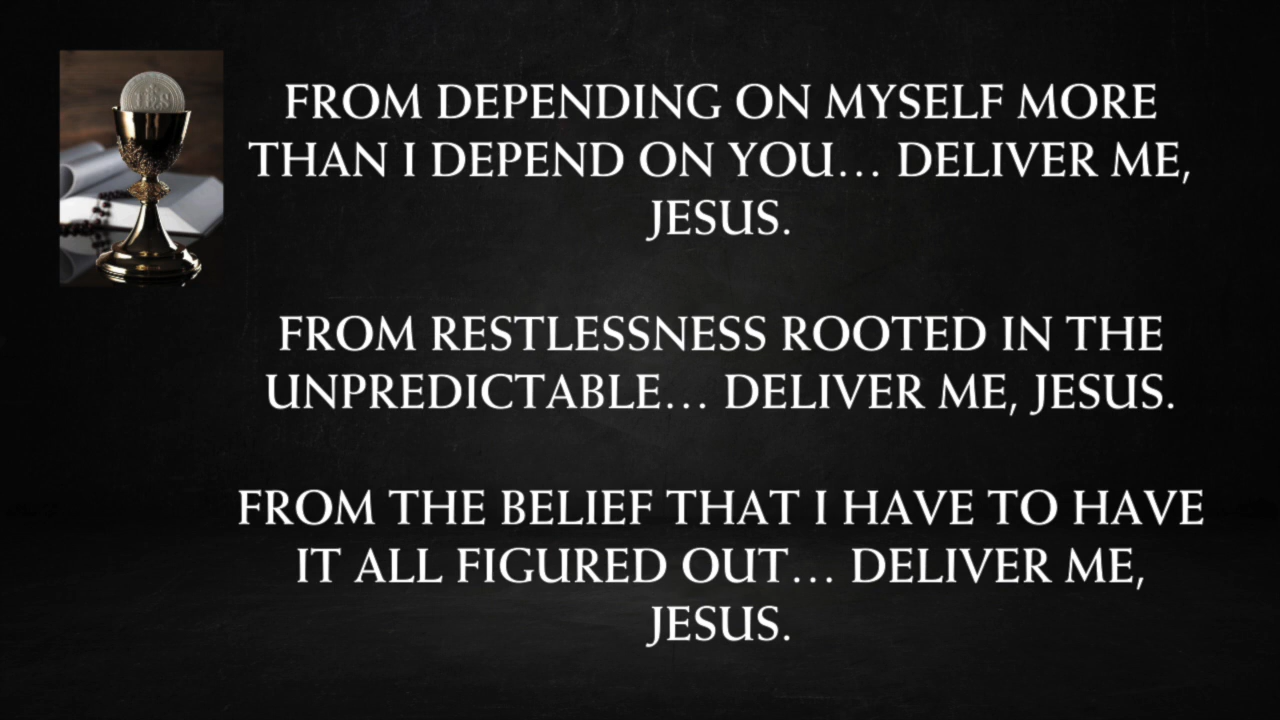 FROM DEPENDING ON MYSELF MORE
THAN I DEPEND ON YOU… DELIVER ME,
JESUS.
FROM RESTLESSNESS ROOTED IN THE
UNPREDICTABLE… DELIVER ME, JESUS.
FROM THE BELIEF THAT I HAVE TO HAVE
IT ALL FIGURED OUT… DELIVER ME,
JESUS.